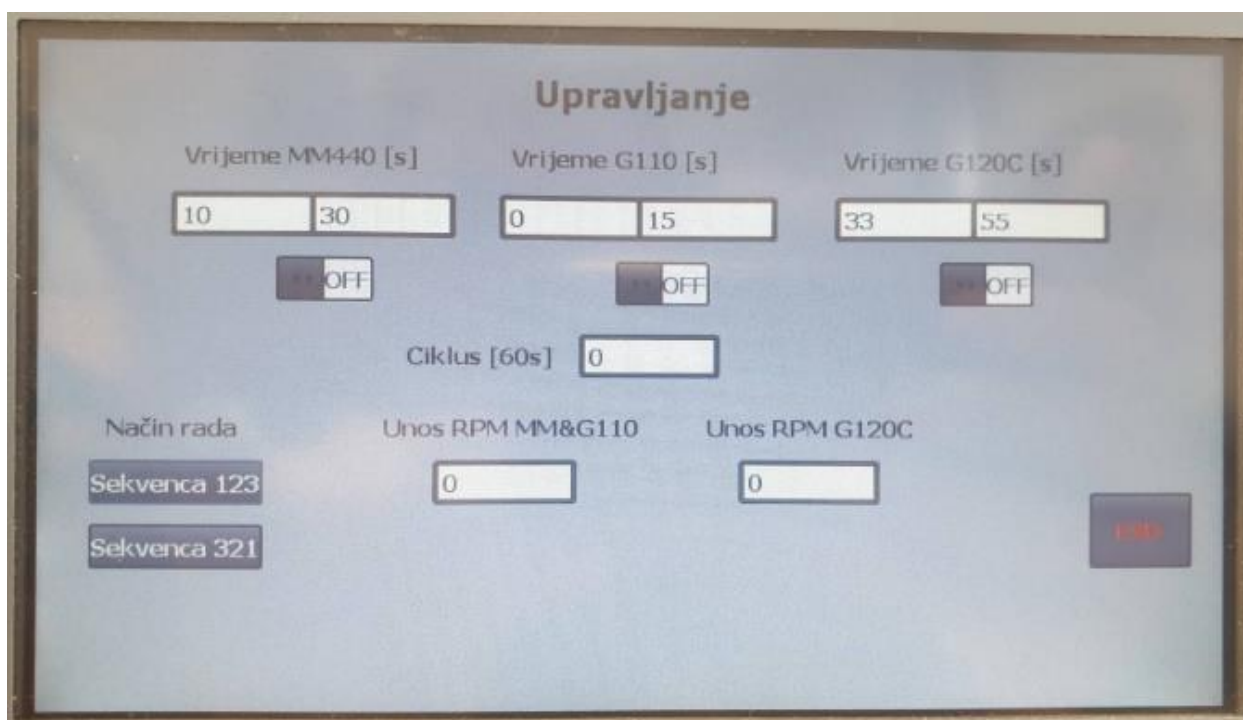 Upravljanje
Vrijeme MM440 [s] Vrijeme G110 [s] Vrijeme G120C [s]
10 30 0 15 33 55
OFF OFF OFF
Ciklus [60s] 0
Način rada Unos RPM MM&G110 Unos RPM G120C
Sekvenca 123 0 0
Sekvenca 321